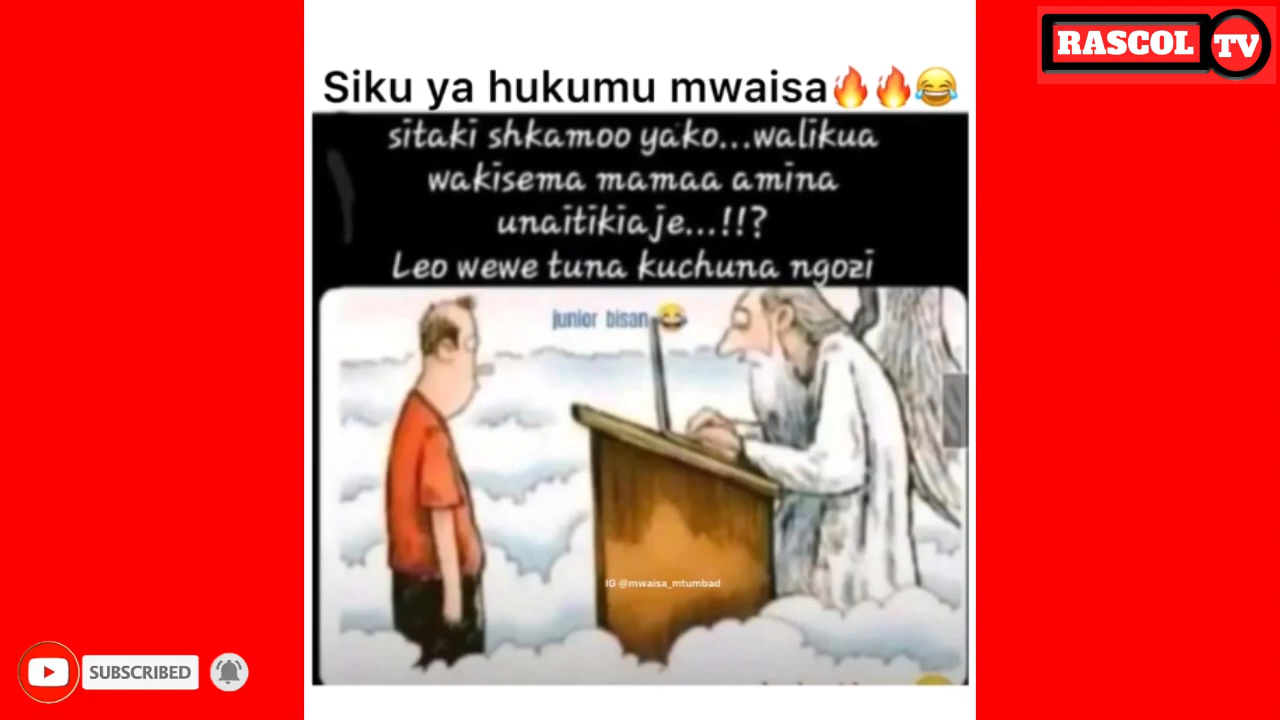 RASCOL TV
Siku ya hukumu mwaisa🔥🔥😂
sitaki shkamoo yako...walikua
wakisema mamaa amina
unaitikiaje...!!?
Leo wewe tuna kuchuna ngozi
junior bisan 😂
IG @mwaisa_mtumbad
SUBSCRIBED